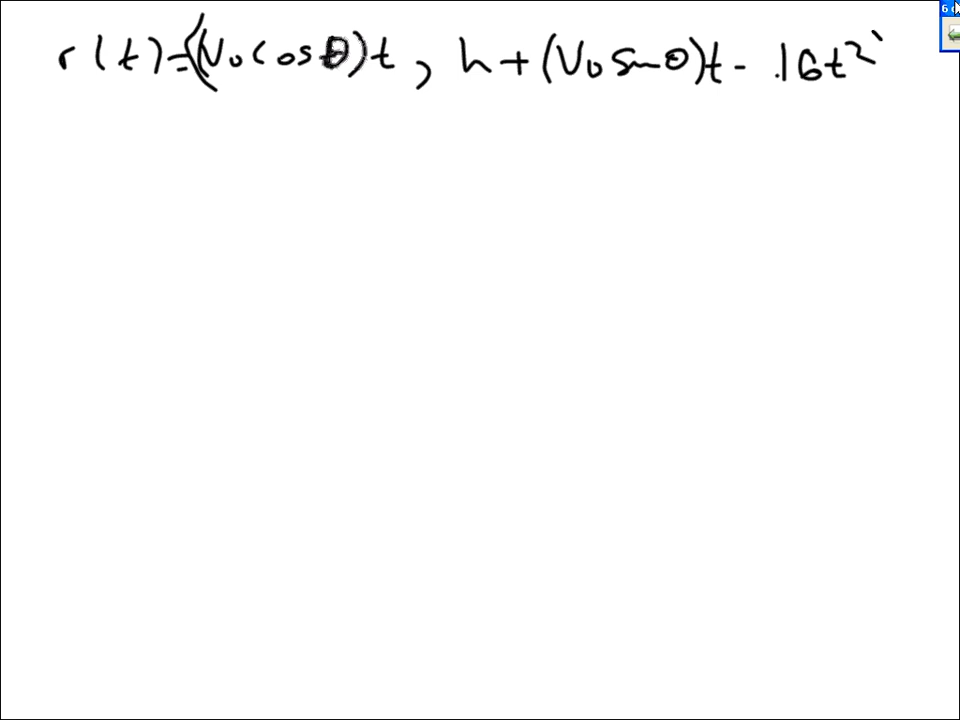 r(t)=⟨(v₀cosθ)t, h+(v₀sinθ)t-16t²